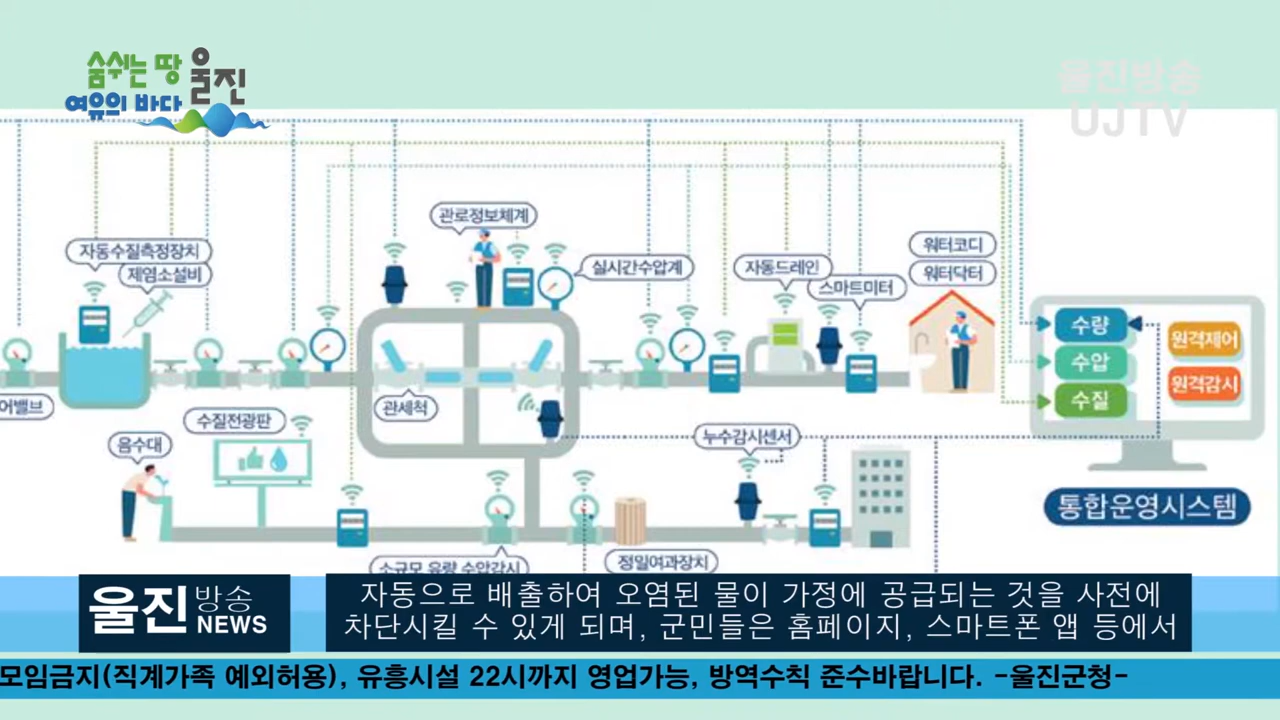 숨쉬는 땅
여유의 바다
울진
울진방송
UJTV
관로정보체계
자동수질측정장치
제염소설비
실시간수압계
자동드레인
스마트미터
워터코디
워터닥터
수량
수압
수질
원격제어
원격감시
어밸브
관세척
수질전광판
음수대
누수감시센서
통합운영시스템
소규모 유량 수압감시
정밀여과장치
울진 방송
NEWS
자동으로 배출하여 오염된 물이 가정에 공급되는 것을 사전에
차단시킬 수 있게 되며, 군민들은 홈페이지, 스마트폰 앱 등에서
모임금지(직계가족 예외허용), 유흥시설 22시까지 영업가능, 방역수칙 준수바랍니다. -울진군청-